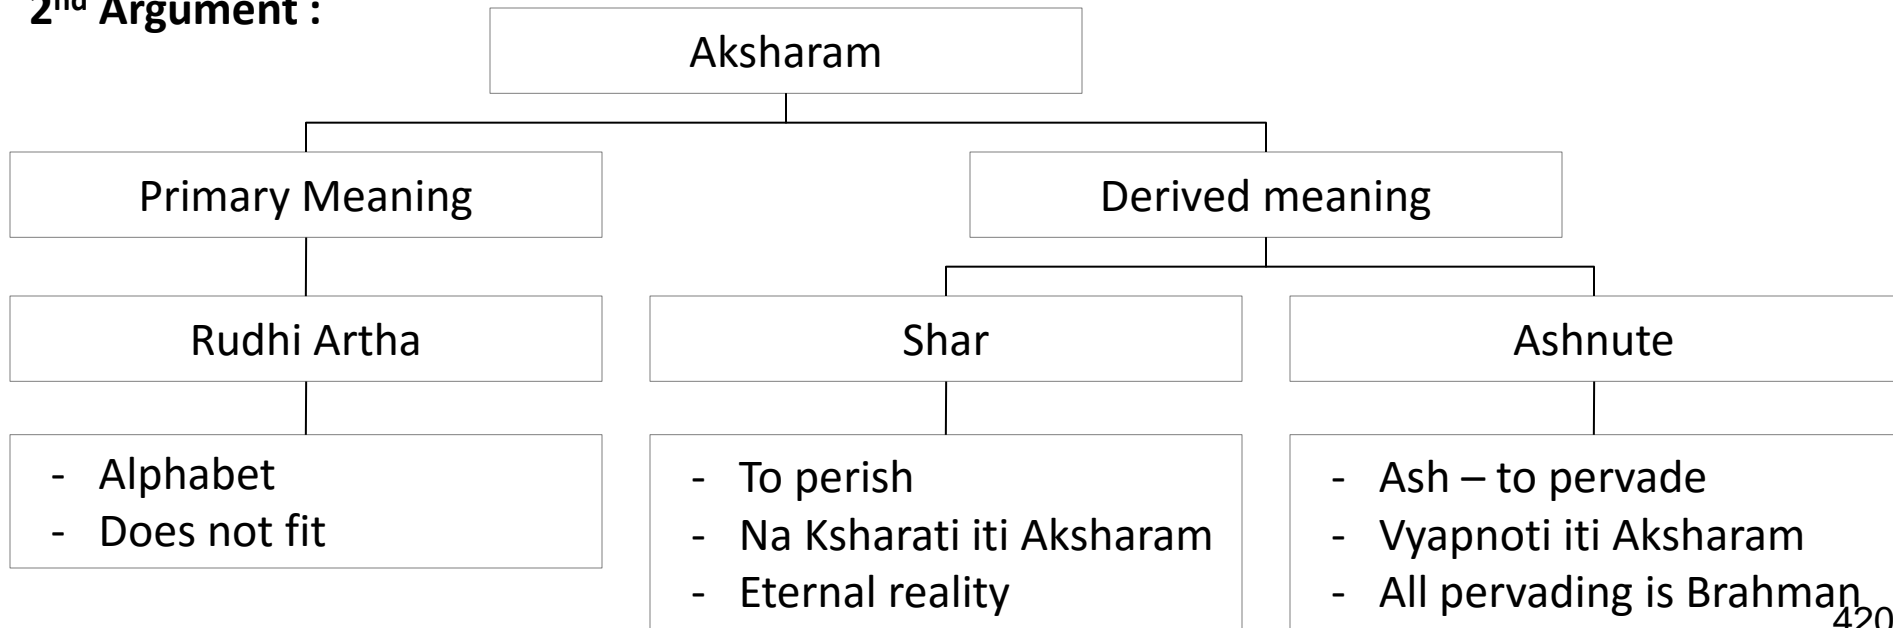 2nd Argument :
Aksharam
Primary Meaning
Derived meaning
Rudhi Artha
Shar
Ashnute
- Alphabet
- Does not fit
- To perish
- Na Ksharati iti Aksharam
- Eternal reality
- Ash – to pervade
- Vyapnoti iti Aksharam
- All pervading is Brahman
420